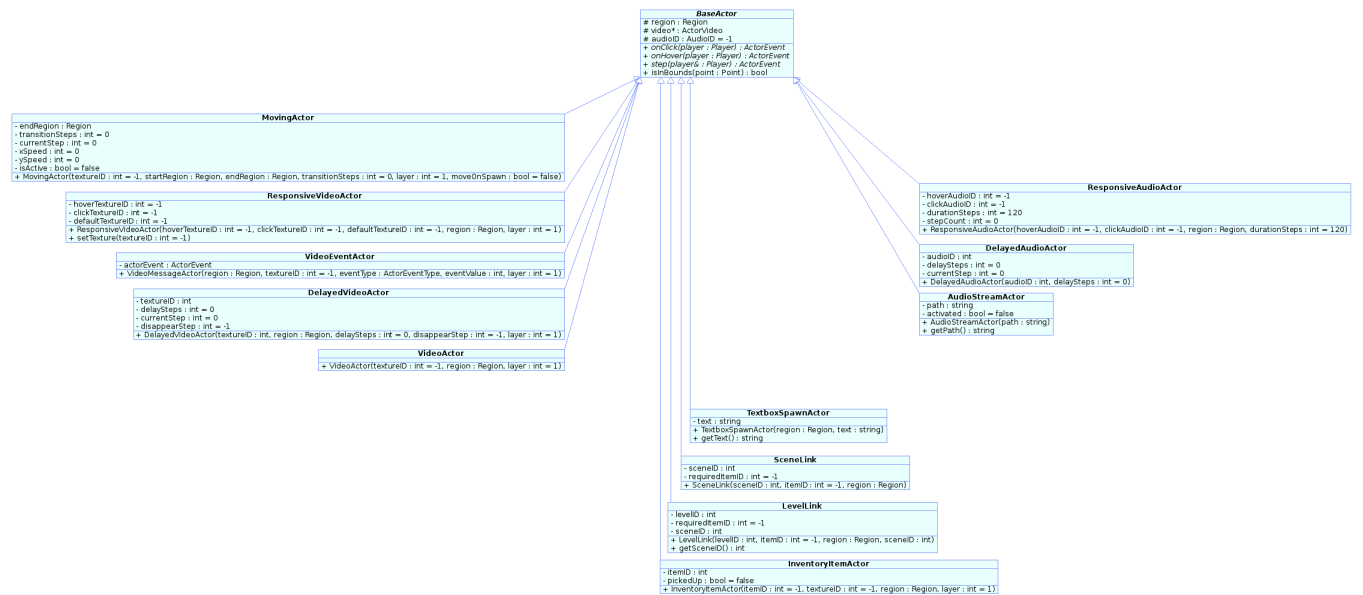 BaseActor
# region : Region
# video* : ActorVideo
# audioID : AudioID = -1
+ onClick(player : Player) : ActorEvent
+ onHover(player : Player) : ActorEvent
+ step(player& : Player) : ActorEvent
+ isInBounds(point : Point) : bool
MovingActor
- endRegion : Region
- transitionSteps : int = 0
- currentStep : int = 0
- xSpeed : int = 0
- ySpeed : int = 0
- isActive : bool = false
+ MovingActor(textureID : int = -1, startRegion : Region, endRegion : Region, transitionSteps : int = 0, layer : int = 1, moveOnSpawn : bool = false)
ResponsiveVideoActor
- hoverTextureID : int = -1
- clickTextureID : int = -1
- defaultTextureID : int = -1
+ ResponsiveVideoActor(hoverTextureID : int = -1, clickTextureID : int = -1, defaultTextureID : int = -1, region : Region, layer : int = 1)
+ setTexture(textureID : int = -1)
VideoEventActor
- actorEvent : ActorEvent
+ VideoMessageActor(region : Region, textureID : int = -1, eventType : ActorEventType, eventValue : int, layer : int = 1)
DelayedVideoActor
- textureID : int
- delaySteps : int = 0
- currentStep : int = 0
- disappearStep : int = -1
+ DelayedVideoActor(textureID : int, region : Region, delaySteps : int = 0, disappearStep : int = -1, layer : int = 1)
VideoActor
+ VideoActor(textureID : int = -1, region : Region, layer : int = 1)
ResponsiveAudioActor
- hoverAudioID : int = -1
- clickAudioID : int = -1
- durationSteps : int = 120
- stepCount : int = 0
+ ResponsiveAudioActor(hoverAudioID : int = -1, clickAudioID : int = -1, region : Region, durationSteps : int = 120)
DelayedAudioActor
- audioID : int
- delaySteps : int = 0
- currentStep : int = 0
+ DelayedAudioActor(audioID : int, delaySteps : int = 0)
AudioStreamActor
- path : string
- activated : bool = false
+ AudioStreamActor(path : string)
+ getPath() : string
TextboxSpawnActor
- text : string
+ TextboxSpawnActor(region : Region, text : string)
+ getText() : string
SceneLink
- sceneID : int
- requiredItemID : int = -1
+ SceneLink(sceneID : int, itemID : int = -1, region : Region)
LevelLink
- levelID : int
- requiredItemID : int = -1
- sceneID : int
+ LevelLink(levelID : int, itemID : int = -1, region : Region, sceneID : int)
+ getSceneID() : int
InventoryItemActor
- itemID : int
- pickedUp : bool = false
+ InventoryItemActor(itemID : int = -1, textureID : int = -1, region : Region, layer : int = 1)